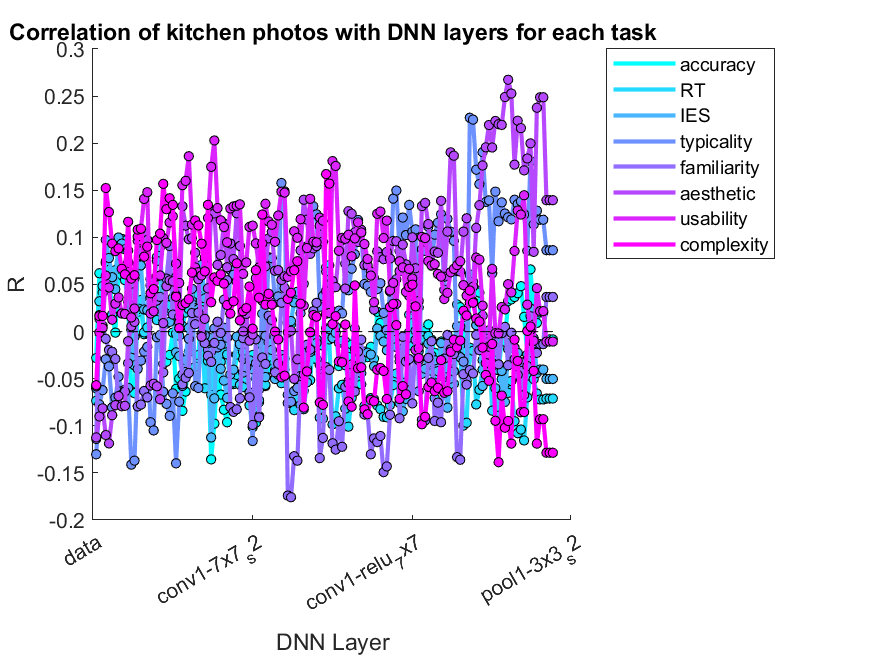 Correlation of kitchen photos with DNN layers for each task
0.3
0.25
0.2
0.15
0.1
0.05
0
-0.05
-0.1
-0.15
-0.2
R
data
conv1-7x7_s2
conv1-relu_7x7
pool1-3x3_s2
DNN Layer
accuracy
RT
IES
typicality
familiarity
aesthetic
usability
complexity